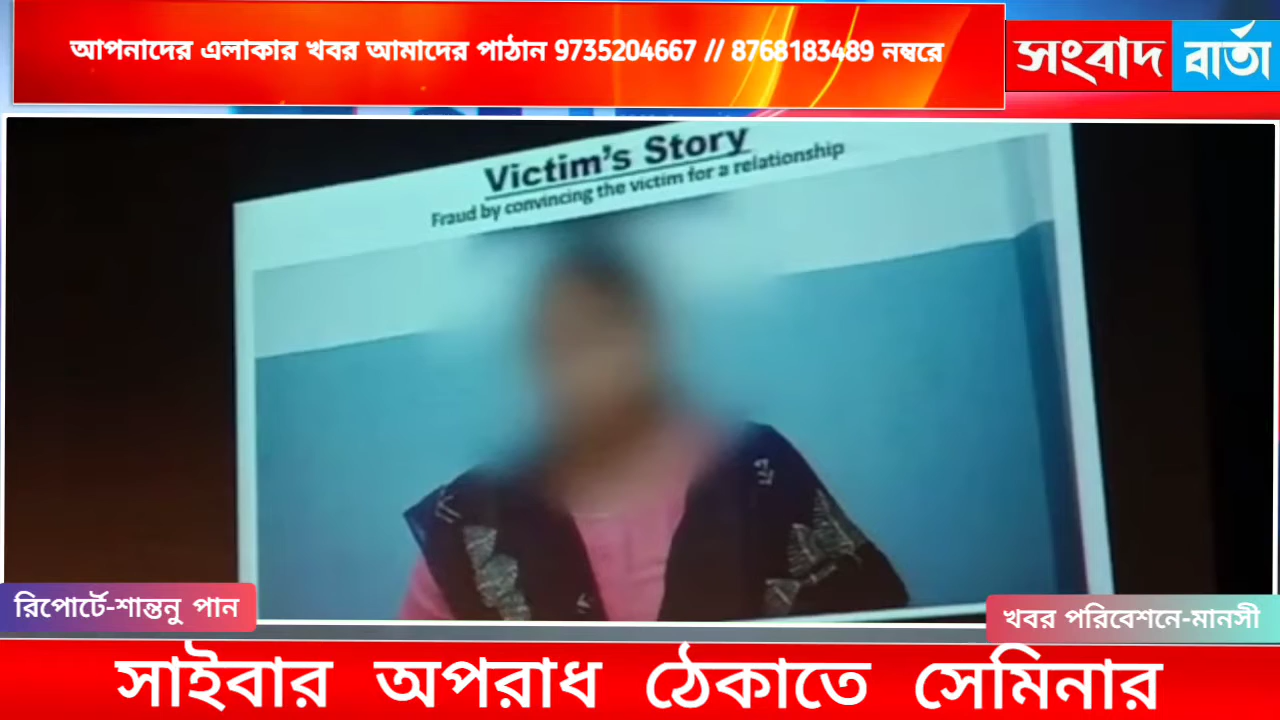 আপনাদের এলাকার খবর আমাদের পাঠান 9735204667 // 8768183489 নম্বরে
সংবাদ বার্তা
Victim's Story
Fraud by convincing the victim for a relationship
রিপোর্টে-শান্তনু পান
খবর পরিবেশনে-মানসী
সাইবার অপরাধ ঠেকাতে সেমিনার